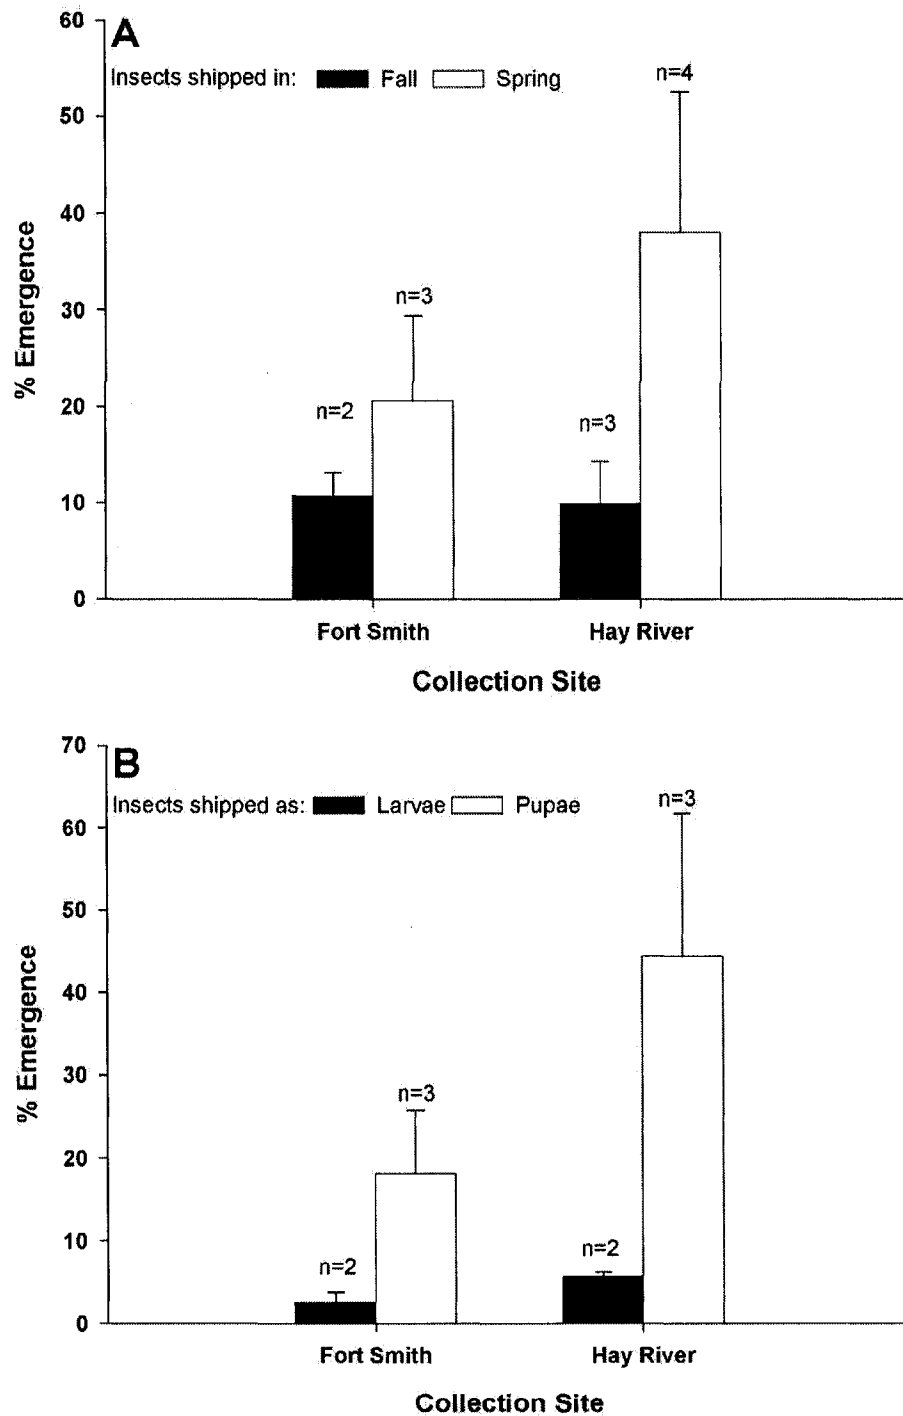 60
A
Insects shipped in: Fall Spring
n=4
50
40
% Emergence
30
n=3
20
n=2
n=3
10
0
Fort Smith Hay River
Collection Site
70
B
Insects shipped as: Larvae Pupae
n=3
60
50
% Emergence
40
30
n=3
20
10
n=2
n=2
0
Fort Smith Hay River
Collection Site